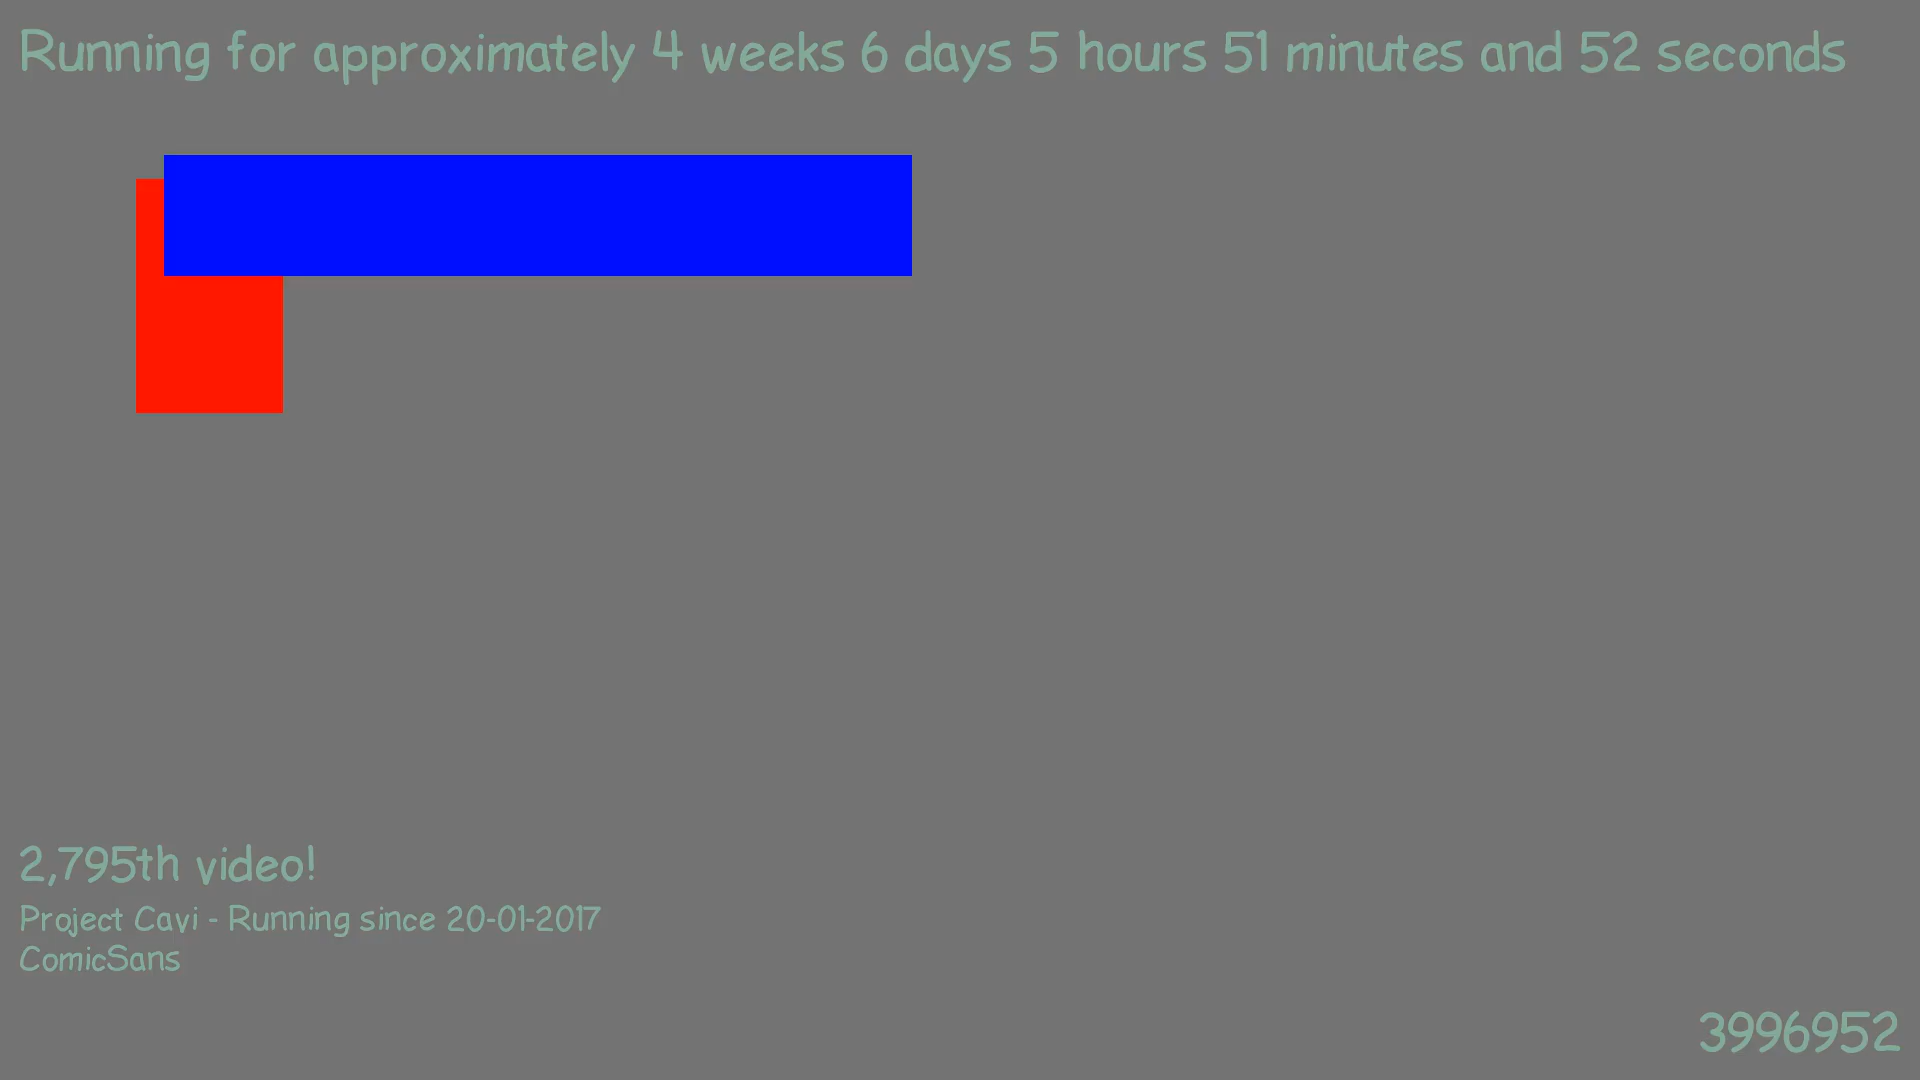 Running for approximately 4 weeks 6 days 5 hours 51 minutes and 52 seconds
2,795th video!
Project Cavi - Running since 20-01-2017
ComicSans
3996952